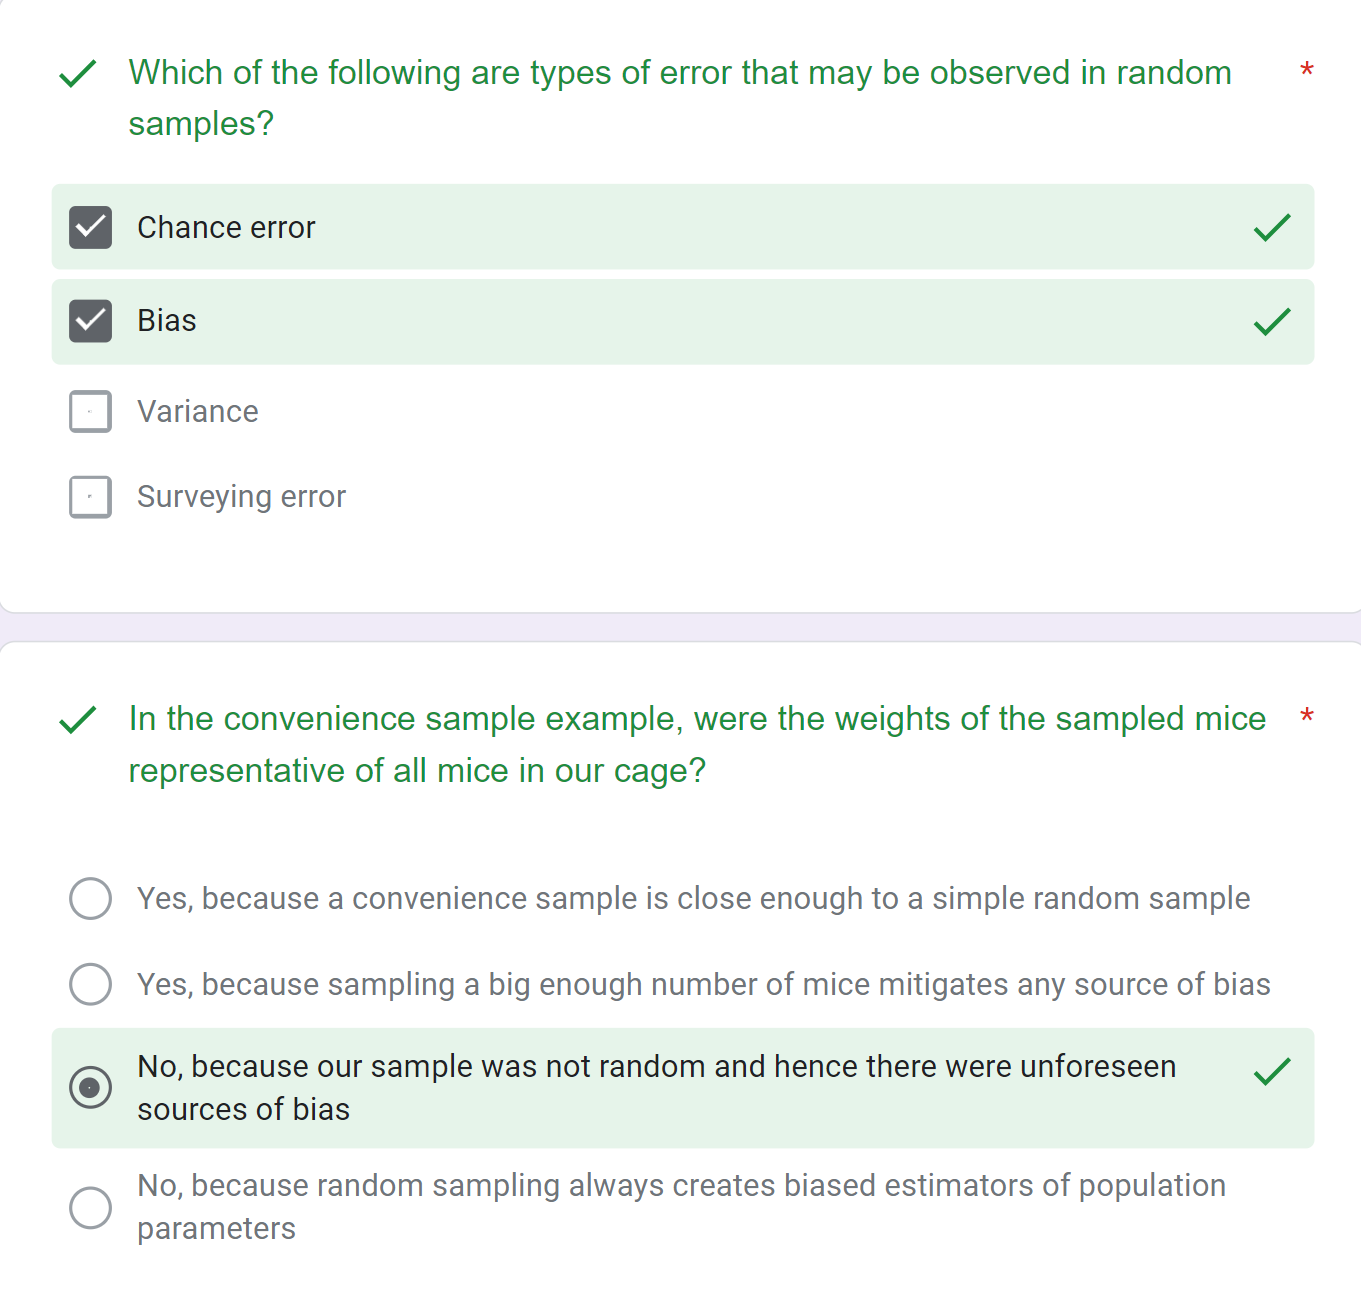 Which of the following are types of error that may be observed in random *
samples?
Chance error
Bias
Variance
Surveying error
In the convenience sample example, were the weights of the sampled mice *
representative of all mice in our cage?
Yes, because a convenience sample is close enough to a simple random sample
Yes, because sampling a big enough number of mice mitigates any source of bias
No, because our sample was not random and hence there were unforeseen
sources of bias
No, because random sampling always creates biased estimators of population
parameters